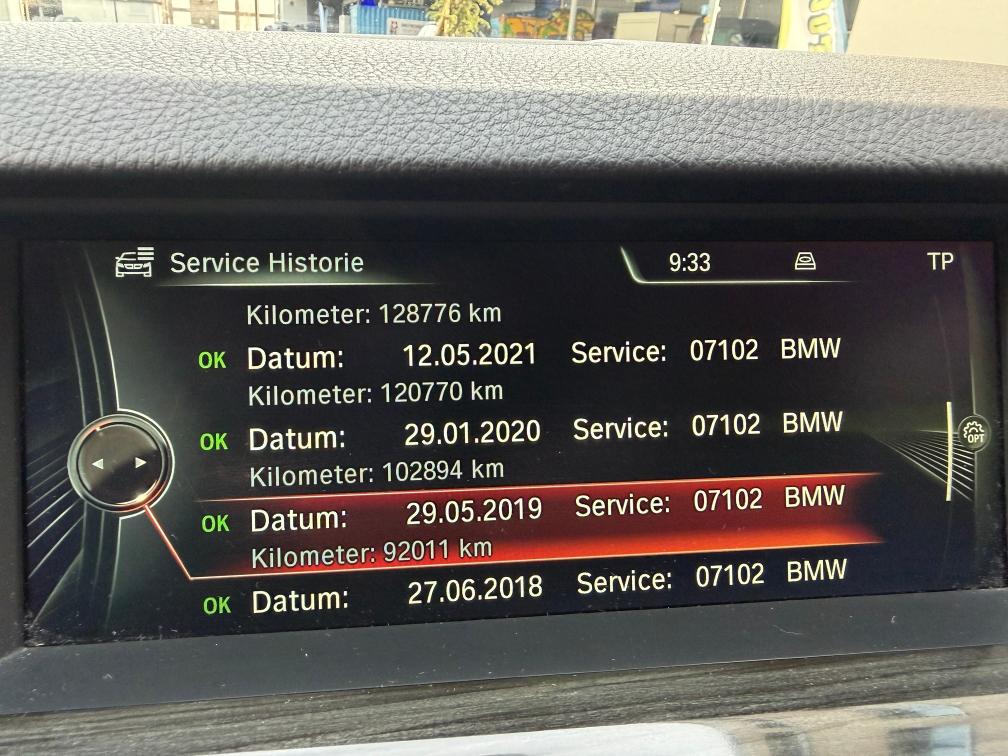 Service Historie 9:33 TP
Kilometer: 128776 km
OK Datum: 12.05.2021 Service: 07102 BMW
Kilometer: 120770 km
OK Datum: 29.01.2020 Service: 07102 BMW
Kilometer: 102894 km
OPT
OK Datum: 29.05.2019 Service: 07102 BMW
Kilometer: 92011 km
OK Datum: 27.06.2018 Service: 07102 BMW